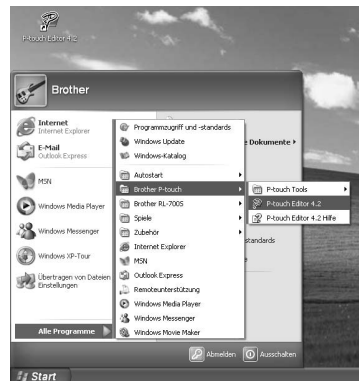 P-touch Editor 4.2
Brother
Internet
Internet Explorer
E-Mail
Outlook Express
MSN
Windows Media Player
Windows Messenger
Windows XP-Tour
Übertragen von Dateien
Einstellungen
Alle Programme
e Dokumente
standards
Programmzugriff und -standards
Windows Update
Windows-Katalog
Autostart
Brother P-touch
Brother RL-700S
Spiele
Zubehör
Internet Explorer
MSN
Outlook Express
Remoteunterstützung
Windows Media Player
Windows Messenger
Windows Movie Maker
P-touch Tools
P-touch Editor 4.2
P-touch Editor 4.2 Hilfe
Abmelden
Ausschalten
Start